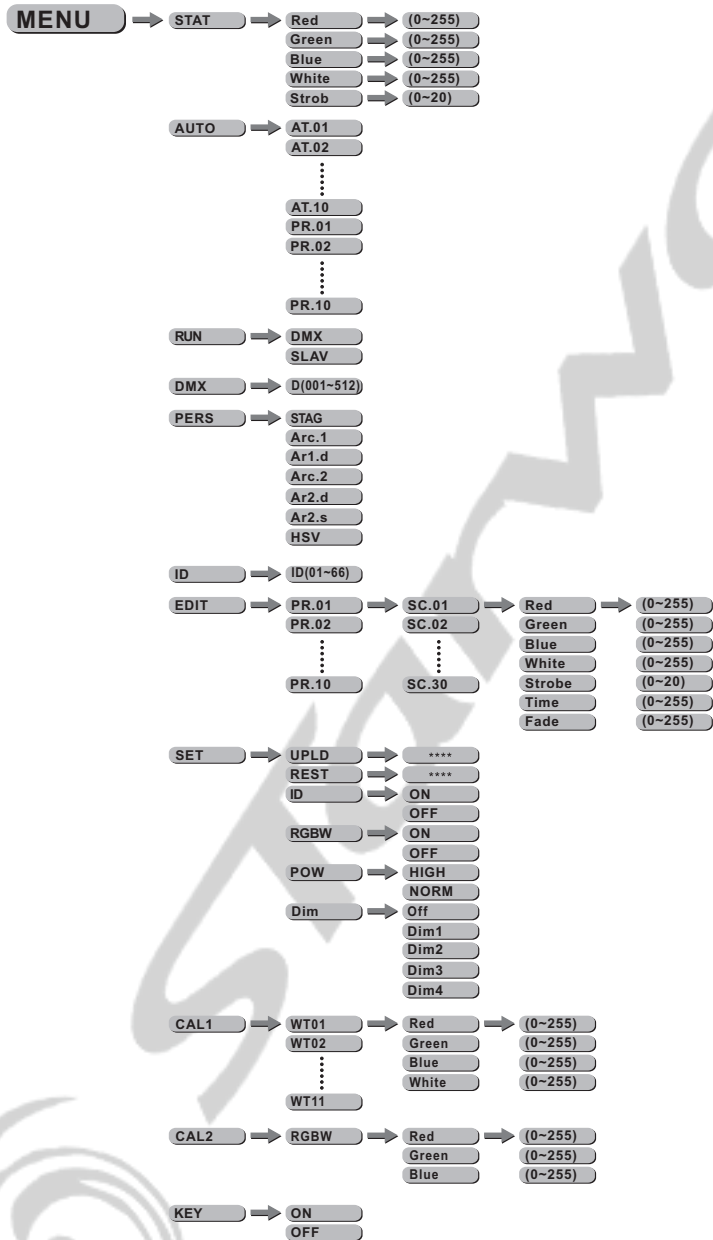 MENU STAT Red (0~255)
Green (0~255)
Blue (0~255)
White (0~255)
Strob (0~20)
AUTO AT.01
AT.02
AT.10
PR.01
PR.02
PR.10
RUN DMX
SLAV
DMX D(001~512)
PERS STAG
Arc.1
Ar1.d
Arc.2
Ar2.d
Ar2.s
HSV
ID ID(01~66)
EDIT PR.01 SC.01 Red (0~255)
PR.02 SC.02 Green (0~255)
Blue (0~255)
White (0~255)
PR.10 SC.30 Strobe (0~20)
Time (0~255)
Fade (0~255)
SET UPLD ****
REST ****
ID ON
OFF
RGBW ON
OFF
POW HIGH
NORM
Dim Off
Dim1
Dim2
Dim3
Dim4
CAL1 WT01 Red (0~255)
WT02 Green (0~255)
Blue (0~255)
White (0~255)
WT11
CAL2 RGBW Red (0~255)
Green (0~255)
Blue (0~255)
KEY ON
OFF